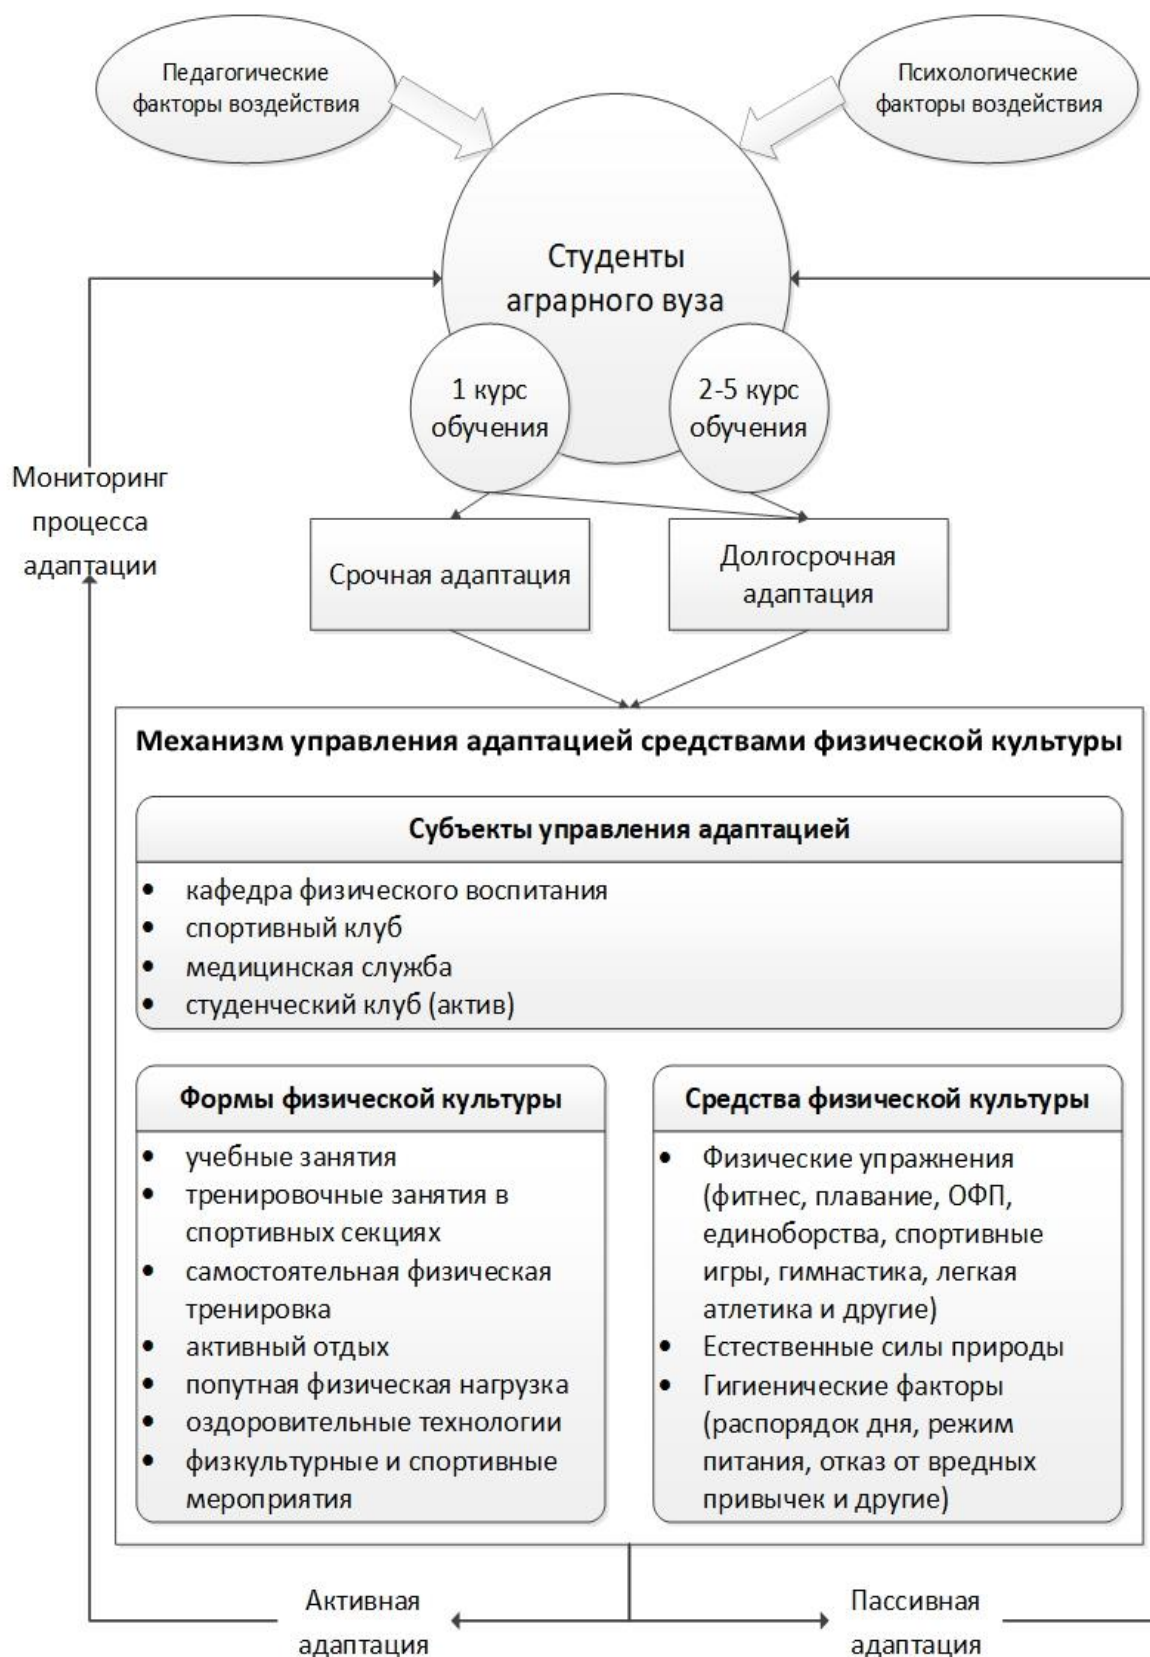 Педагогические
факторы воздействия
Психологические
факторы воздействия
Студенты
аграрного вуза
1 курс
обучения
2-5 курс
обучения
Мониторинг
процесса
адаптации
Срочная адаптация
Долгосрочная
адаптация
Механизм управления адаптацией средствами физической культуры
Субъекты управления адаптацией
• кафедра физического воспитания
• спортивный клуб
• медицинская служба
• студенческий клуб (актив)
Формы физической культуры
• учебные занятия
• тренировочные занятия в
спортивных секциях
• самостоятельная физическая
тренировка
• активный отдых
• попутная физическая нагрузка
• оздоровительные технологии
• физкультурные и спортивные
мероприятия
Средства физической культуры
• Физические упражнения
(фитнес, плавание, ОФП,
единоборства, спортивные
игры, гимнастика, легкая
атлетика и другие)
• Естественные силы природы
• Гигиенические факторы
(распорядок дня, режим
питания, отказ от вредных
привычек и другие)
Активная
адаптация
Пассивная
адаптация